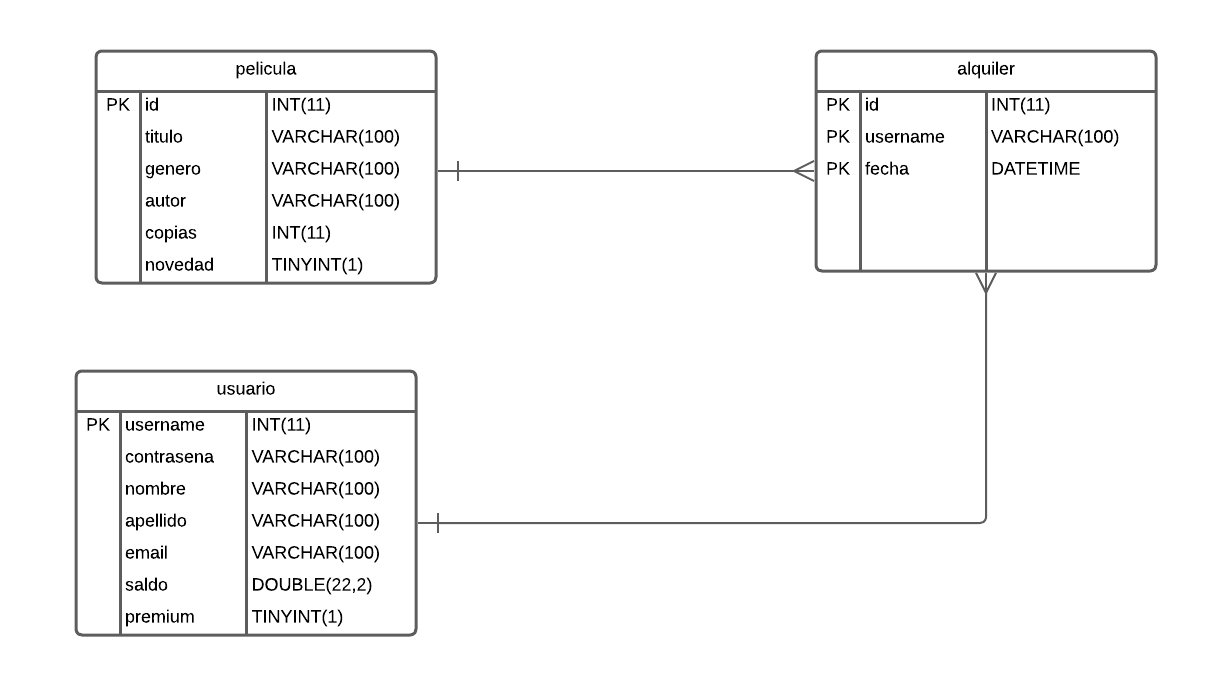 pelicula
PK id INT(11)
titulo VARCHAR(100)
genero VARCHAR(100)
autor VARCHAR(100)
copias INT(11)
novedad TINYINT(1)
alquiler
PK id INT(11)
PK username VARCHAR(100)
PK fecha DATETIME
usuario
PK username INT(11)
contrasena VARCHAR(100)
nombre VARCHAR(100)
apellido VARCHAR(100)
email VARCHAR(100)
saldo DOUBLE(22,2)
premium TINYINT(1)